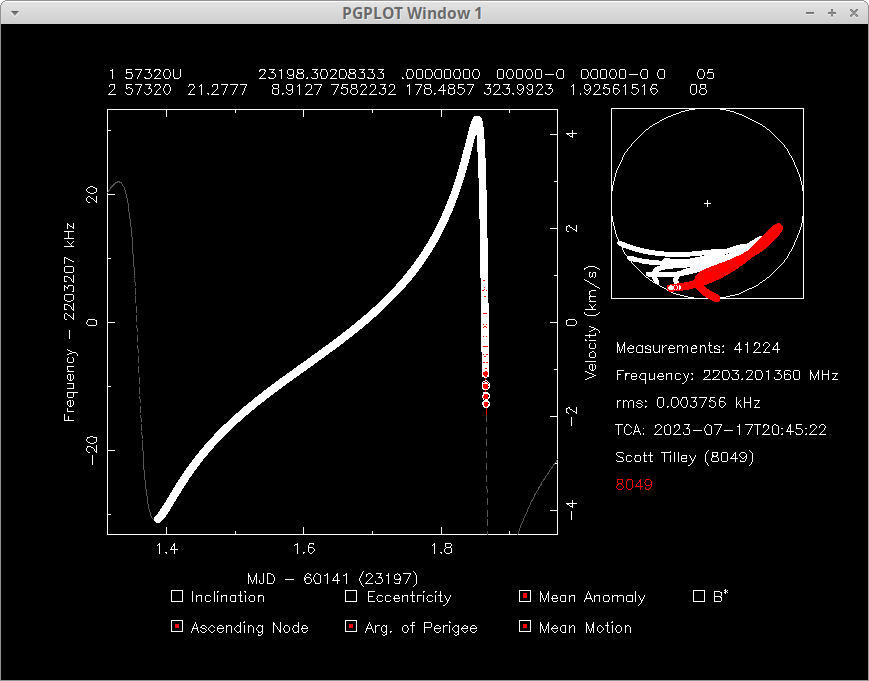 PGPLOT Window 1
1 57320U 23198.30208333 .00000000 00000-0 00000-0 0 05
2 57320 21.2777 8.9127 7582232 178.4857 323.9923 1.92561516 08
Frequency - 2203207 kHz
20
0
-20
1.4 1.6 1.8
MJD - 60141 (23197)
4
2
0
-2
-4
Velocity (km/s)
Measurements: 41224
Frequency: 2203.201360 MHz
rms: 0.003756 kHz
TCA: 2023-07-17T20:45:22
Scott Tilley (8049)
8049
Inclination Eccentricity Mean Anomaly B*
Ascending Node Arg. of Perigee Mean Motion